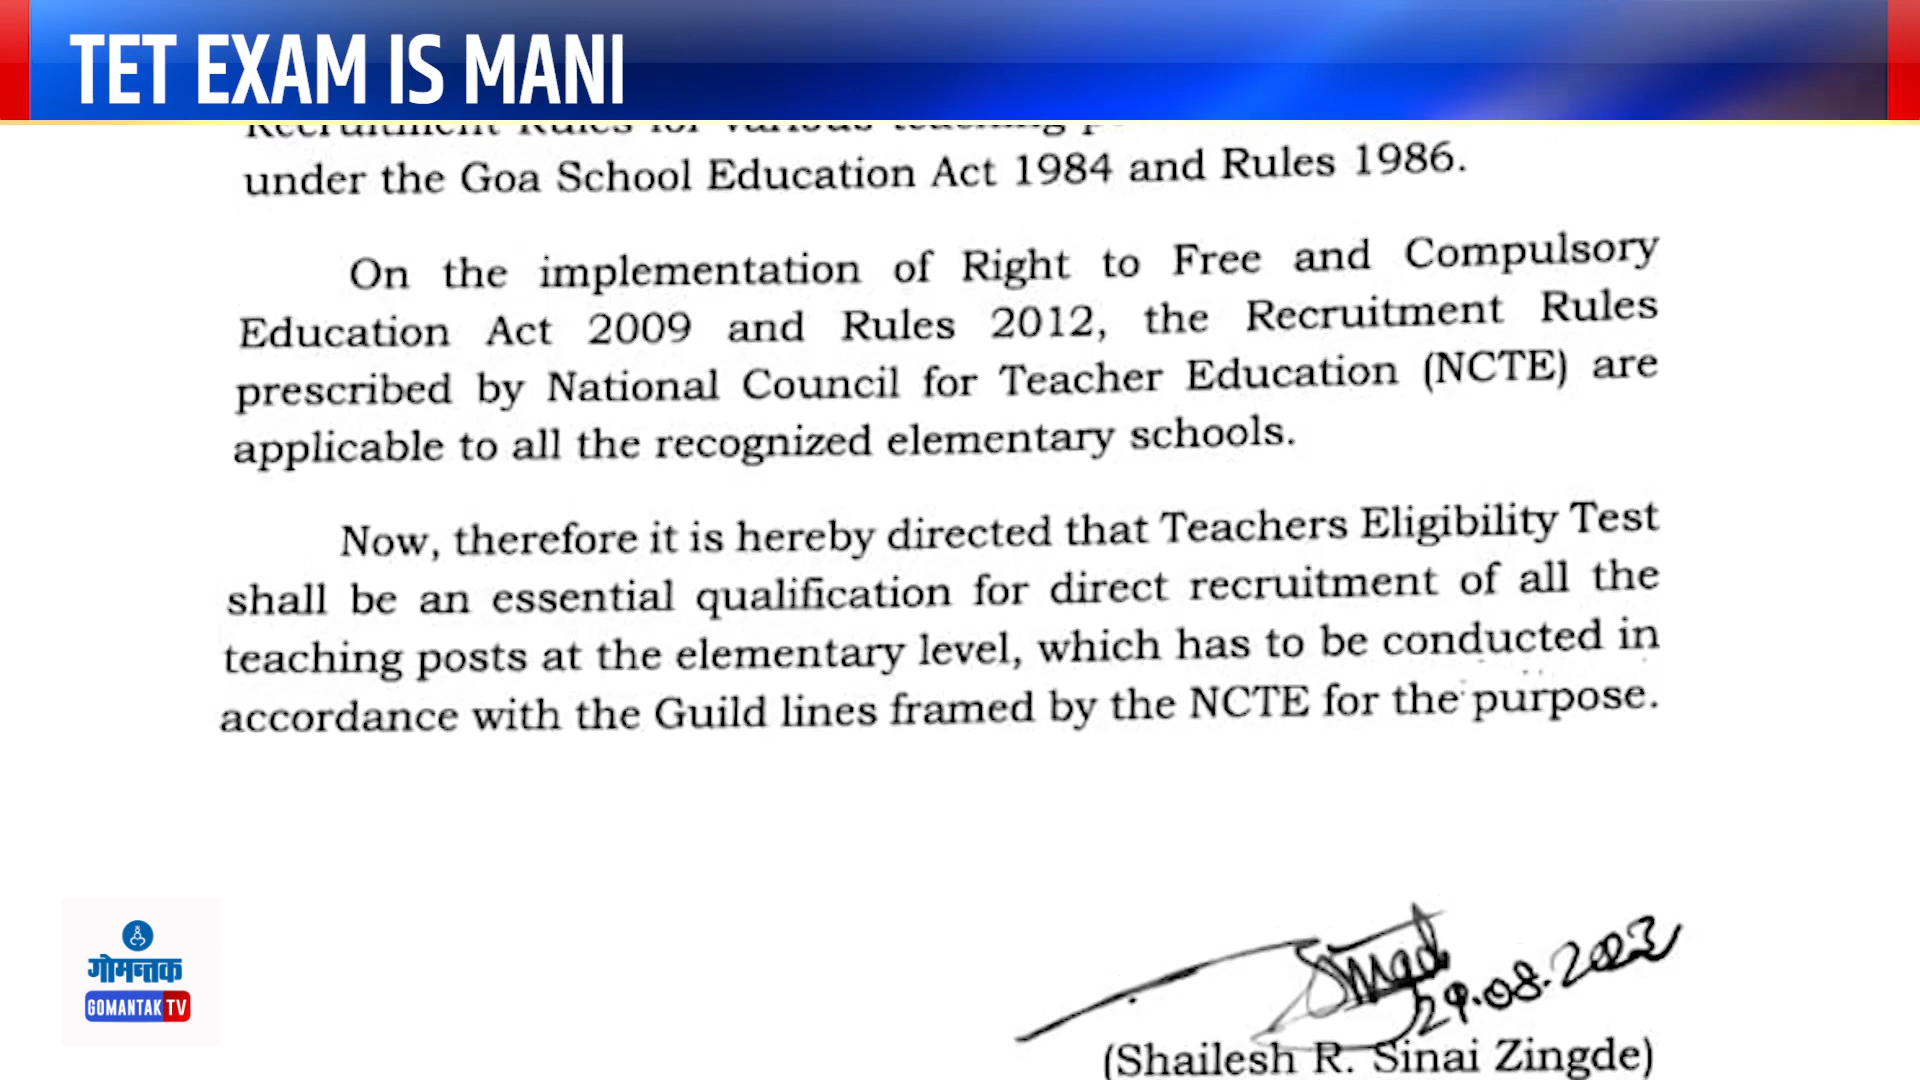 TET EXAM IS MANI
Recruitment Rules for various teaching
under the Goa School Education Act 1984 and Rules 1986.
On the implementation of Right to Free and Compulsory
Education Act 2009 and Rules 2012, the Recruitment Rules
prescribed by National Council for Teacher Education (NCTE) are
applicable to all the recognized elementary schools.
Now, therefore it is hereby directed that Teachers Eligibility Test
shall be an essential qualification for direct recruitment of all the
teaching posts at the elementary level, which has to be conducted in
accordance with the Guild lines framed by the NCTE for the purpose.
29.08.2023
(Shailesh R. Sinai Zingde)
गोमन्तक
GOMANTAK TV